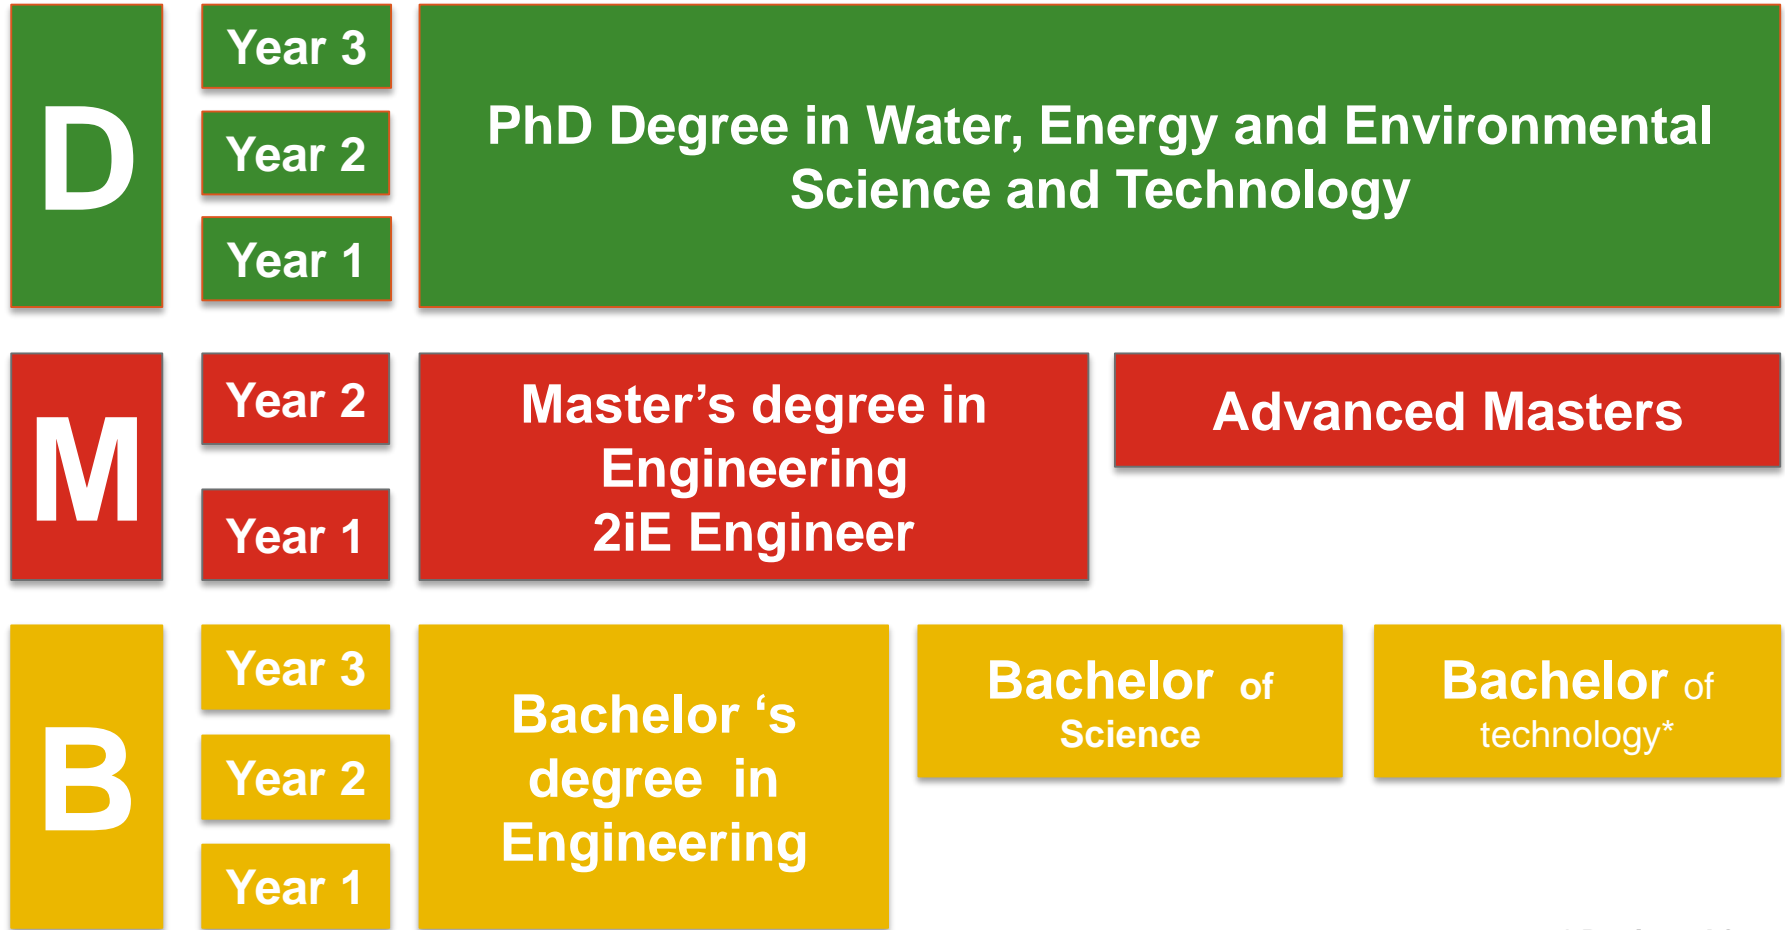 D
Year 3
Year 2
Year 1
PhD Degree in Water, Energy and Environmental
Science and Technology
M
Year 2
Year 1
Master’s degree in
Engineering
2iE Engineer
Advanced Masters
B
Year 3
Year 2
Year 1
Bachelor ‘s
degree in
Engineering
Bachelor of
Science
Bachelor of
technology*